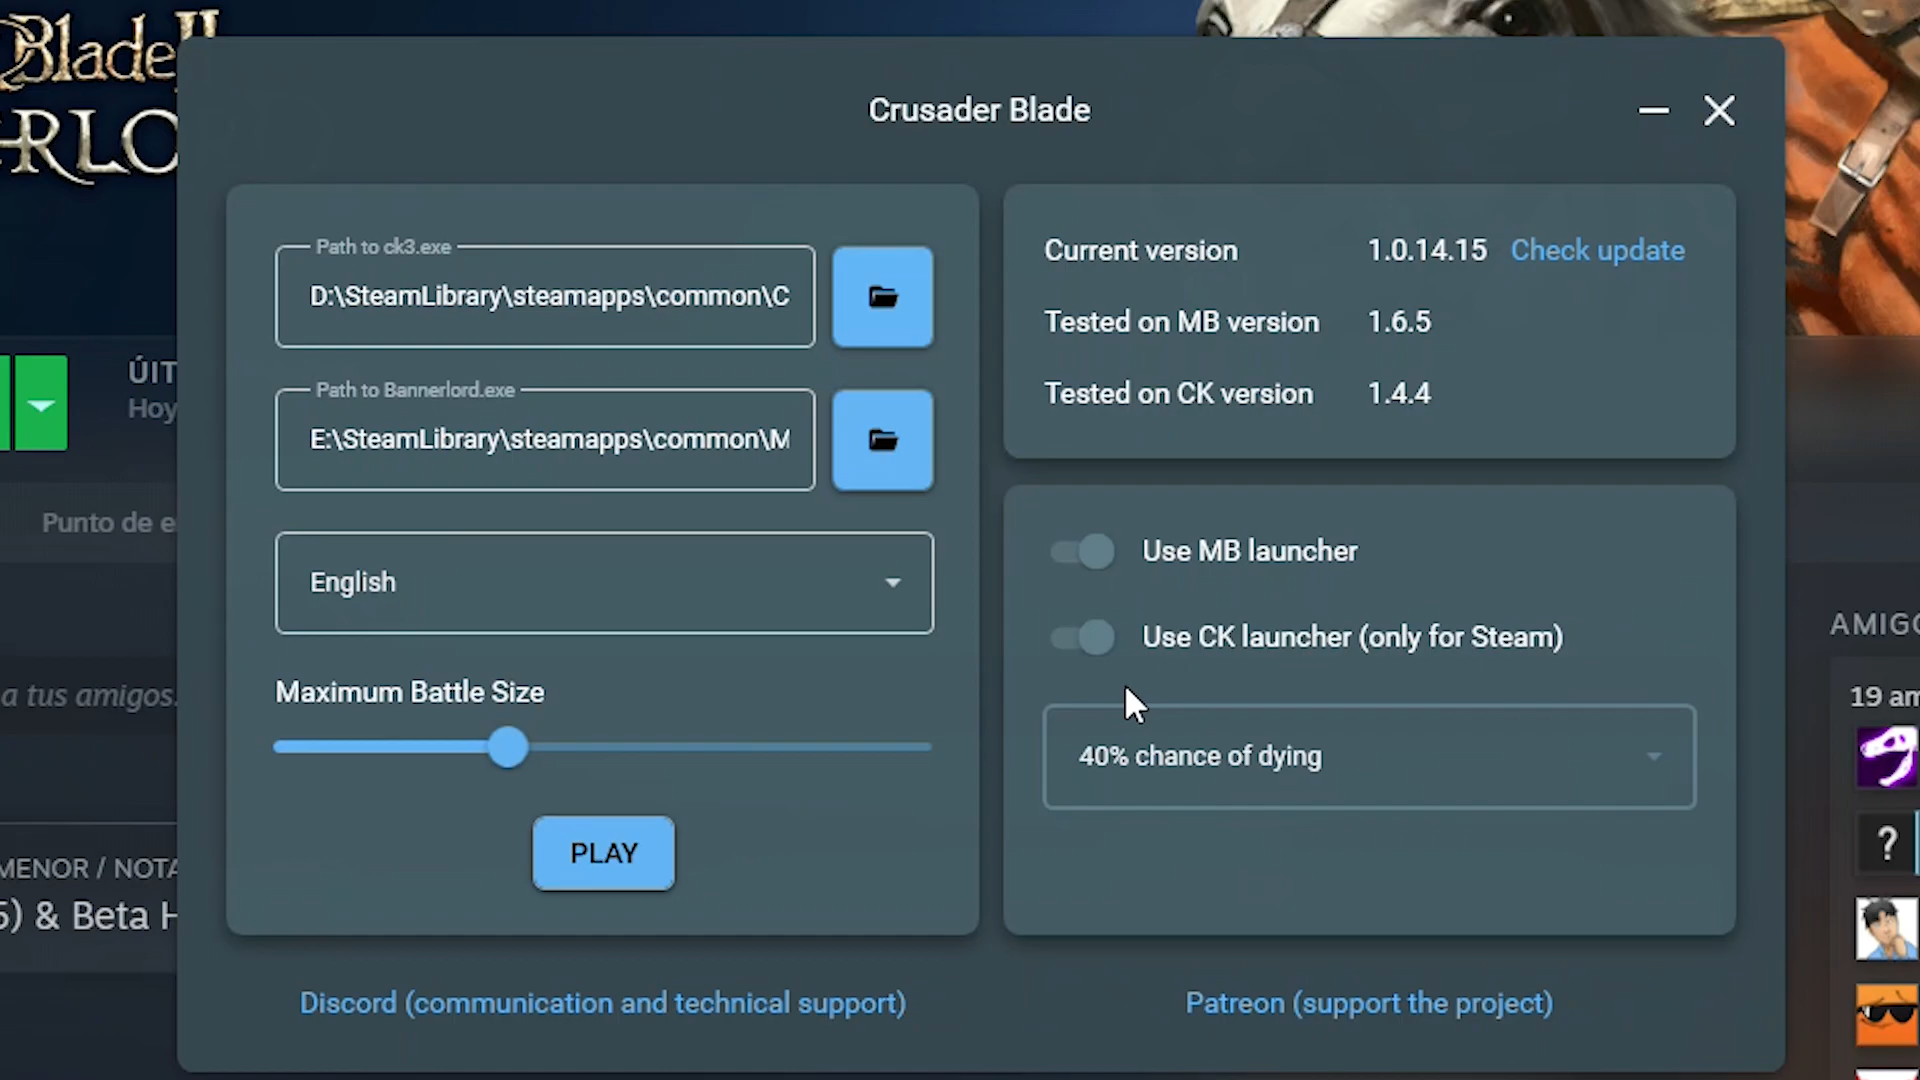 Blade II
RLO
Crusader Blade
Path to ck3.exe
D:\SteamLibrary\steamapps\common\C
Path to Bannerlord.exe
E:\SteamLibrary\steamapps\common\M
English
Maximum Battle Size
PLAY
Current version 1.0.14.15 Check update
Tested on MB version 1.6.5
Tested on CK version 1.4.4
Use MB launcher
Use CK launcher (only for Steam)
40% chance of dying
Discord (communication and technical support)
Patreon (support the project)
ÚIT
Hoy
Punto de e
a tus amigos.
MENOR / NOTA
5) & Beta H
AMIGO
19 am
?